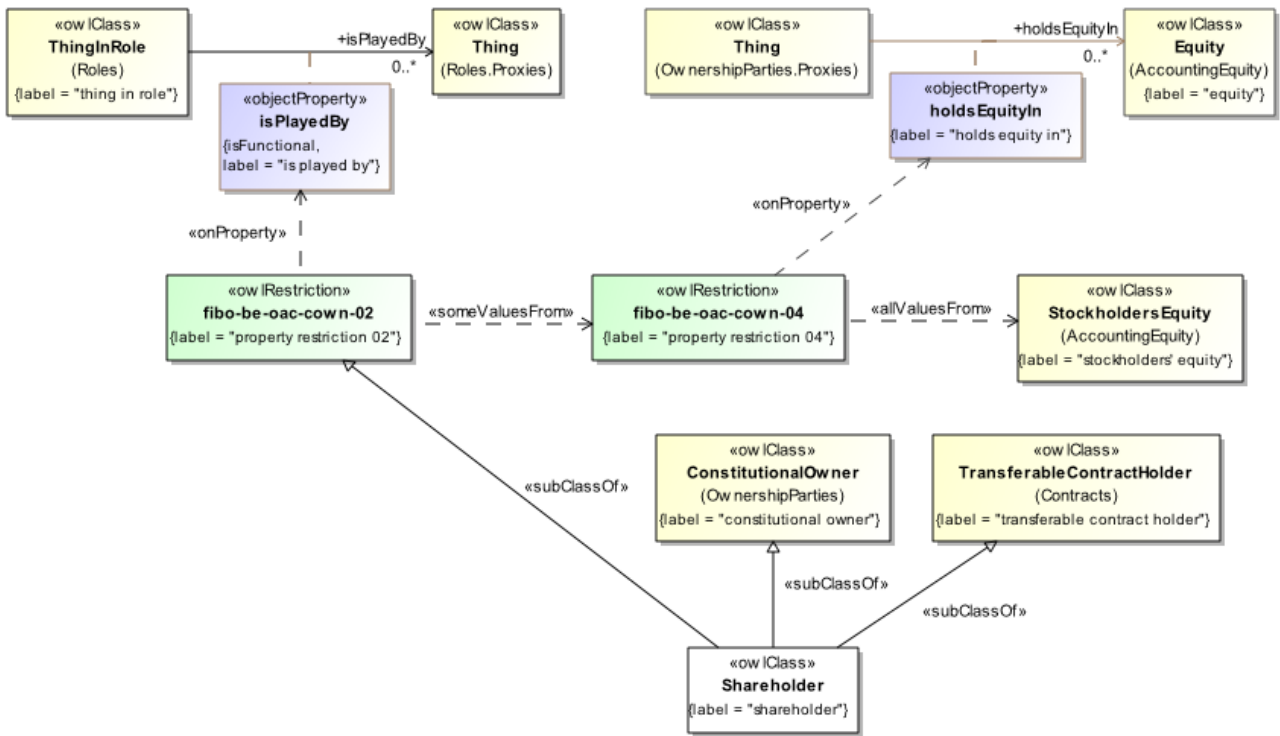 «owlClass»
ThingInRole
(Roles)
{label = "thing in role"}
+isPlayedBy
0..*
«owlClass»
Thing
(Roles.Proxies)
«owlClass»
Thing
(OwnershipParties.Proxies)
+holdsEquityIn
0..*
«owlClass»
Equity
(AccountingEquity)
{label = "equity"}
«objectProperty»
isPlayedBy
{isFunctional,
label = "is played by"}
«objectProperty»
holdsEquityIn
{label = "holds equity in"}
«onProperty»
«onProperty»
«owlRestriction»
fibo-be-oac-cown-02
{label = "property restriction 02"}
«someValuesFrom»
«owlRestriction»
fibo-be-oac-cown-04
{label = "property restriction 04"}
«allValuesFrom»
«owlClass»
StockholdersEquity
(AccountingEquity)
{label = "stockholders' equity"}
«subClassOf»
«owlClass»
ConstitutionalOwner
(OwnershipParties)
{label = "constitutional owner"}
«owlClass»
TransferableContractHolder
(Contracts)
{label = "transferable contract holder"}
«subClassOf»
«subClassOf»
«owlClass»
Shareholder
{label = "shareholder"}